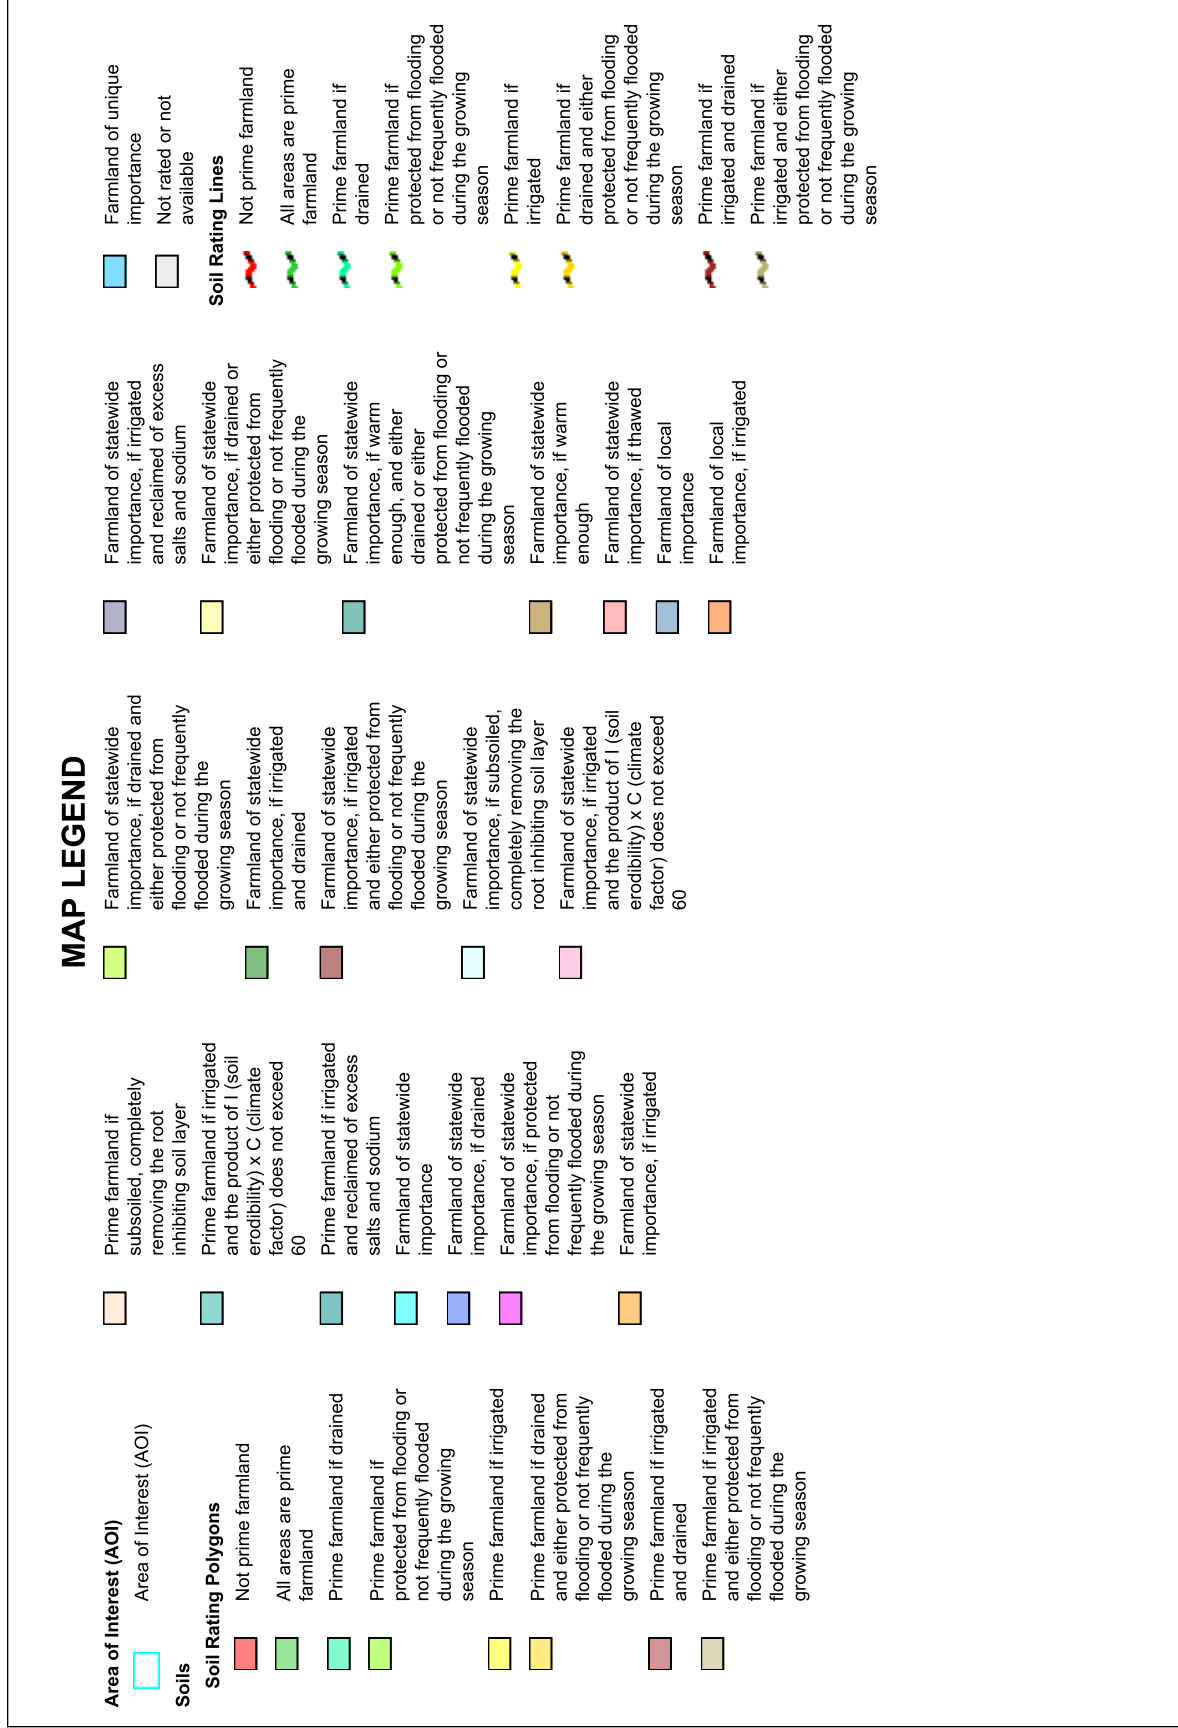 MAP LEGEND
Area of Interest (AOI)
Area of Interest (AOI)
Soils
Soil Rating Polygons
Not prime farmland
All areas are prime
farmland
Prime farmland if drained
Prime farmland if
protected from flooding or
not frequently flooded
during the growing
season
Prime farmland if irrigated
Prime farmland if drained
and either protected from
flooding or not frequently
flooded during the
growing season
Prime farmland if irrigated
and drained
Prime farmland if irrigated
and either protected from
flooding or not frequently
flooded during the
growing season
Prime farmland if
subsoiled, completely
removing the root
inhibiting soil layer
Prime farmland if irrigated
and the product of I (soil
erodibility) x C (climate
factor) does not exceed
60
Prime farmland if irrigated
and reclaimed of excess
salts and sodium
Farmland of statewide
importance
Farmland of statewide
importance, if drained
Farmland of statewide
importance, if protected
from flooding or not
frequently flooded during
the growing season
Farmland of statewide
importance, if irrigated
Farmland of statewide
importance, if drained and
either protected from
flooding or not frequently
flooded during the
growing season
Farmland of statewide
importance, if irrigated
and drained
Farmland of statewide
importance, if irrigated
and either protected from
flooding or not frequently
flooded during the
growing season
Farmland of statewide
importance, if subsoiled,
completely removing the
root inhibiting soil layer
Farmland of statewide
importance, if irrigated
and the product of I (soil
erodibility) x C (climate
factor) does not exceed
60
Farmland of statewide
importance, if irrigated
and reclaimed of excess
salts and sodium
Farmland of statewide
importance, if drained or
either protected from
flooding or not frequently
flooded during the
growing season
Farmland of statewide
importance, if warm
enough, and either
drained or either
protected from flooding or
not frequently flooded
during the growing
season
Farmland of statewide
importance, if warm
enough
Farmland of statewide
importance, if thawed
Farmland of local
importance
Farmland of local
importance, if irrigated
Farmland of unique
importance
Not rated or not
available
Soil Rating Lines
Not prime farmland
All areas are prime
farmland
Prime farmland if
drained
Prime farmland if
protected from flooding
or not frequently flooded
during the growing
season
Prime farmland if
irrigated
Prime farmland if
drained and either
protected from flooding
or not frequently flooded
during the growing
season
Prime farmland if
irrigated and drained
Prime farmland if
irrigated and either
protected from flooding
or not frequently flooded
during the growing
season